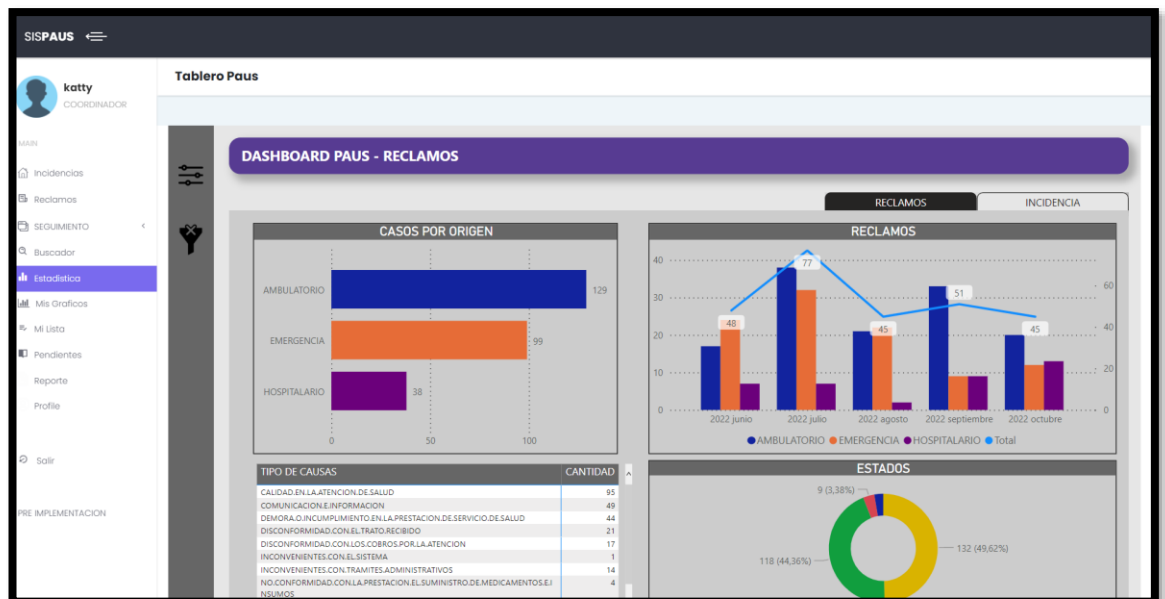 SISPAUS
katty
COORDINADOR
MAIN
Incidencias
Reclamos
SEGUIMIENTO
Buscador
Estadistica
Mis Graficos
Mi Lista
Pendientes
Reporte
Profile
Salir
PRE IMPLEMENTACION
Tablero Paus
DASHBOARD PAUS - RECLAMOS
RECLAMOS INCIDENCIA
CASOS POR ORIGEN
AMBULATORIO 129
EMERGENCIA 99
HOSPITALARIO 38
0 50 100
RECLAMOS
40
30
20
10
0
60
40
20
0
48 77 45 51 45
2022 junio 2022 julio 2022 agosto 2022 septiembre 2022 octubre
AMBULATORIO EMERGENCIA HOSPITALARIO Total
TIPO DE CAUSAS CANTIDAD
CALIDAD.EN.LA.ATENCION.DE.SALUD 95
COMUNICACION.E.INFORMACION 49
DEMORA.O.INCUMPLIMIENTO.EN.LA.PRESTACION.DE.SERVICIO.DE.SALUD 44
DISCONFORMIDAD.CON.EL.TRATO.RECIBIDO 21
DISCONFORMIDAD.CON.LOS.COBROS.POR.LA.ATENCION 17
INCONVENIENTES.CON.EL.SISTEMA 1
INCONVENIENTES.CON.TRAMITES.ADMINISTRATIVOS 14
NO.CONFORMIDAD.CON.LA.PRESTACION.EL.SUMINISTRO.DE.MEDICAMENTOS.E.I 4
NSUMOS
ESTADOS
9 (3,38%)
132 (49,62%)
118 (44,36%)